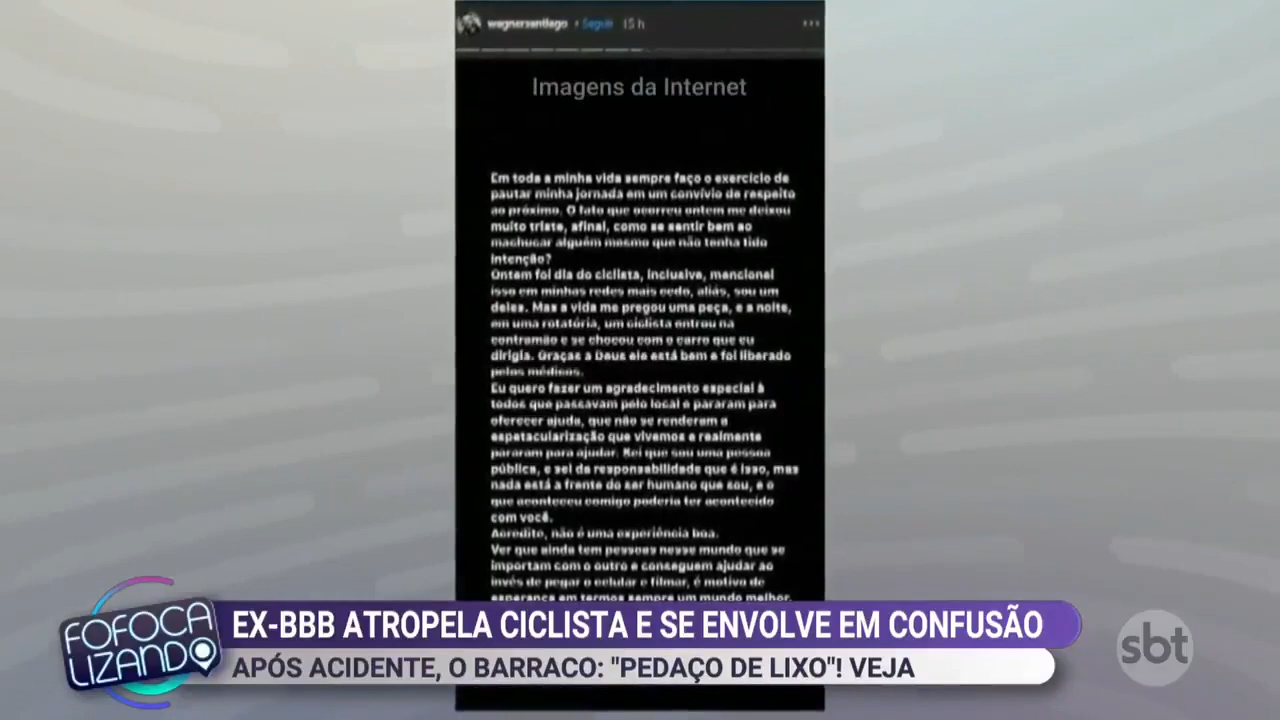 wagnersantiago • Seguir 15 h
Imagens da Internet
Em toda a minha vida sempre faço o exercício de
pautar minha jornada em um convívio de respeito
ao próximo. O fato que ocorreu ontem me deixou
muito triste, afinal, como se sentir bem ao
machucar alguém mesmo que não tenha tido
intenção?
Ontem foi dia do ciclista, inclusive, mencionei
isso em minhas redes mais cedo, aliás, sou um
deles. Mas a vida me pregou uma peça, e a noite,
em uma rotatória, um ciclista entrou na
contramão e se chocou com o carro que eu
dirigia. Graças a Deus ele está bem e foi liberado
pelos médicos.
Eu quero fazer um agradecimento especial à
todos que passavam pelo local e pararam para
oferecer ajuda, que não se renderam a
espetacularização que vivemos e realmente
pararam para ajudar. Sei que sou uma pessoa
pública, e sei da responsabilidade que é isso, mas
nada está a frente do ser humano que sou, e o
que aconteceu comigo poderia ter acontecido
com você.
Acredito, não é uma experiência boa.
Ver que ainda tem pessoas nesse mundo que se
importam com o outro e conseguem ajudar ao
invés de pegar o celular e filmar, é motivo de
esperança em termos sempre um mundo melhor.
FOFOCA
LIZANDO
EX-BBB ATROPELA CICLISTA E SE ENVOLVE EM CONFUSÃO
APÓS ACIDENTE, O BARRACO: "PEDAÇO DE LIXO"! VEJA
sbt